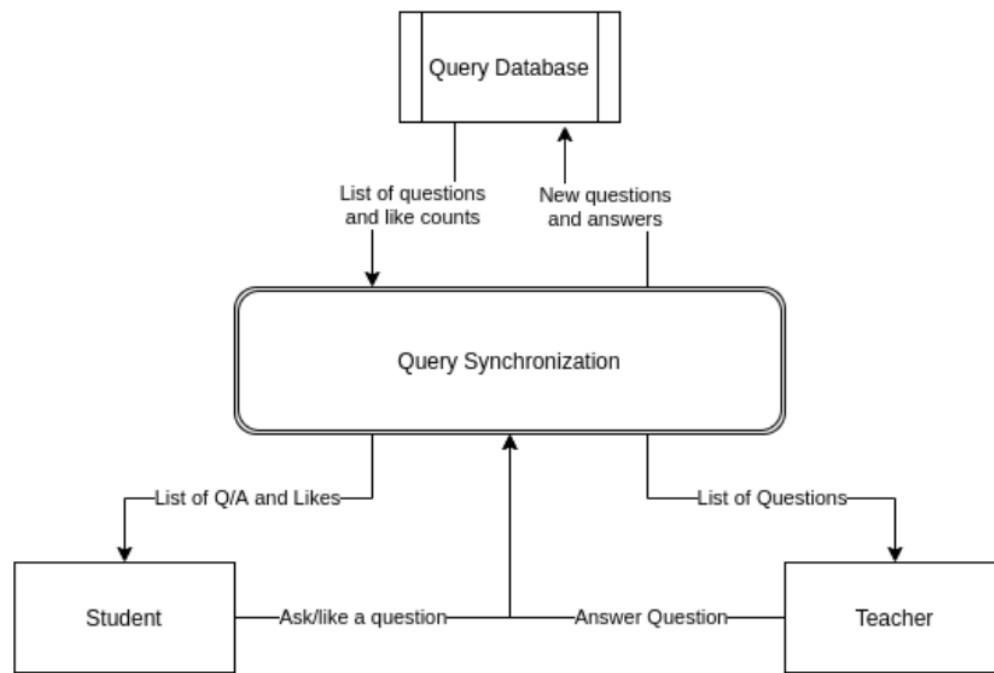 Query Database
List of questions
and like counts
New questions
and answers
Query Synchronization
List of Q/A and Likes
List of Questions
Student
Ask/like a question
Answer Question
Teacher